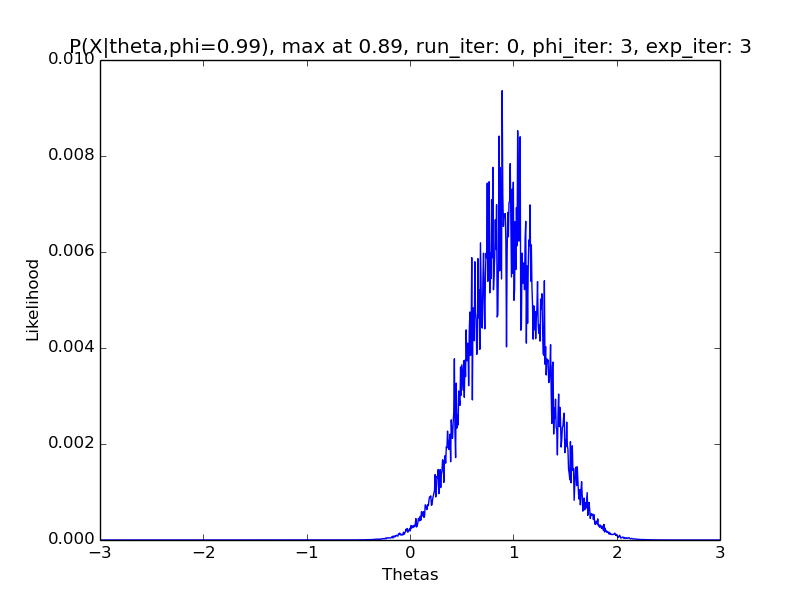 P(X|theta,phi=0.99), max at 0.89, run_iter: 0, phi_iter: 3, exp_iter: 3
0.010
0.008
0.006
0.004
0.002
0.000
Likelihood
−3 −2 −1 0 1 2 3
Thetas